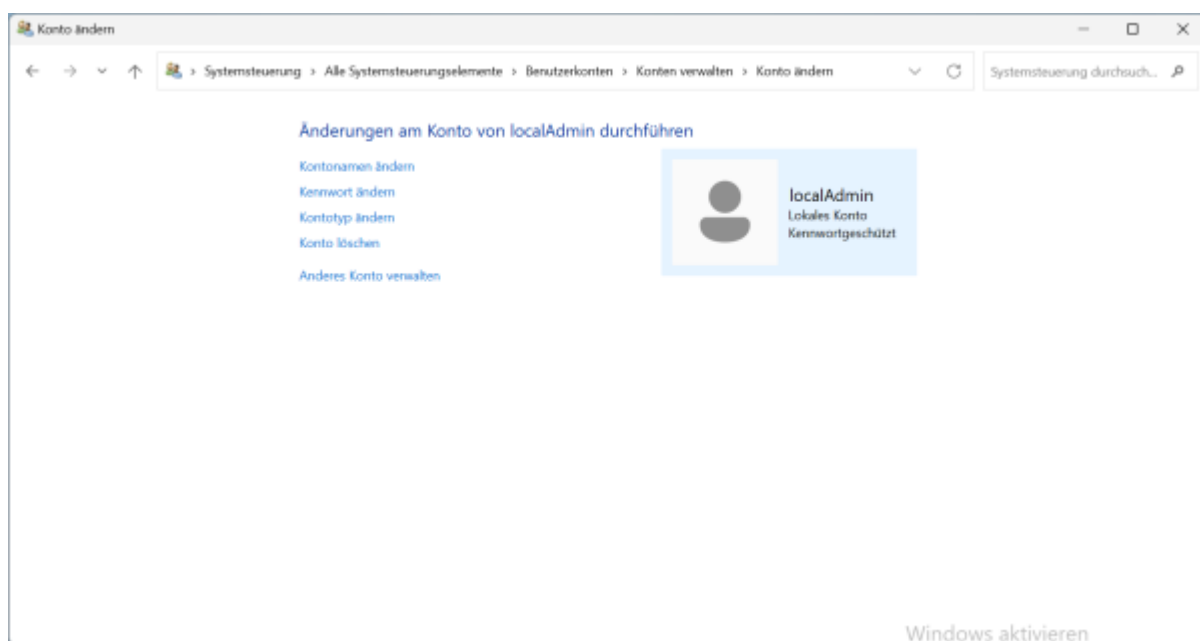 Konto ändern
Systemsteuerung > Alle Systemsteuerungselemente > Benutzerkonten > Konten verwalten > Konto ändern
Systemsteuerung durchsuch...
Änderungen am Konto von localAdmin durchführen
Kontonamen ändern
Kennwort ändern
Kontotyp ändern
Konto löschen
Anderes Konto verwalten
localAdmin
Lokales Konto
Kennwortgeschützt
Windows aktivieren